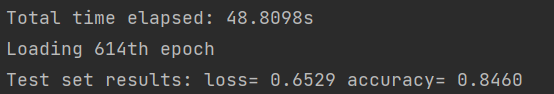 Total time elapsed: 48.8098s
Loading 614th epoch
Test set results: loss= 0.6529 accuracy= 0.8460